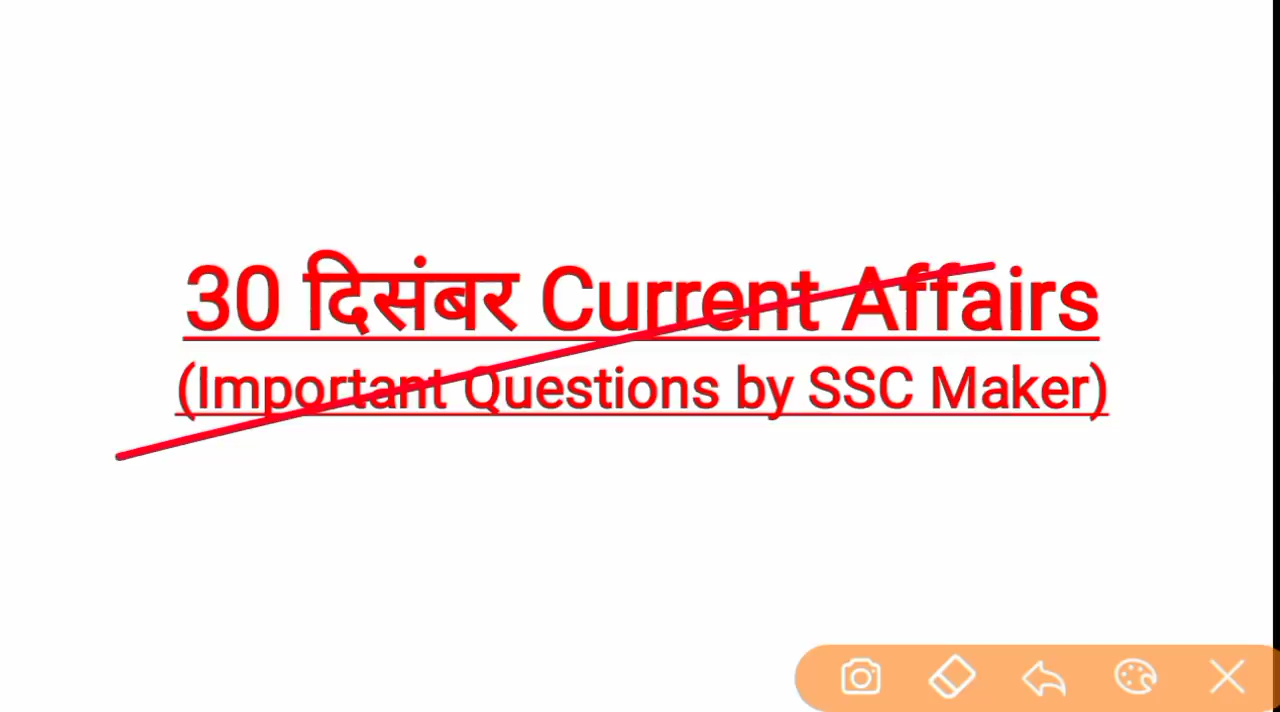 30 दिसंबर Current Affairs
(Important Questions by SSC Maker)